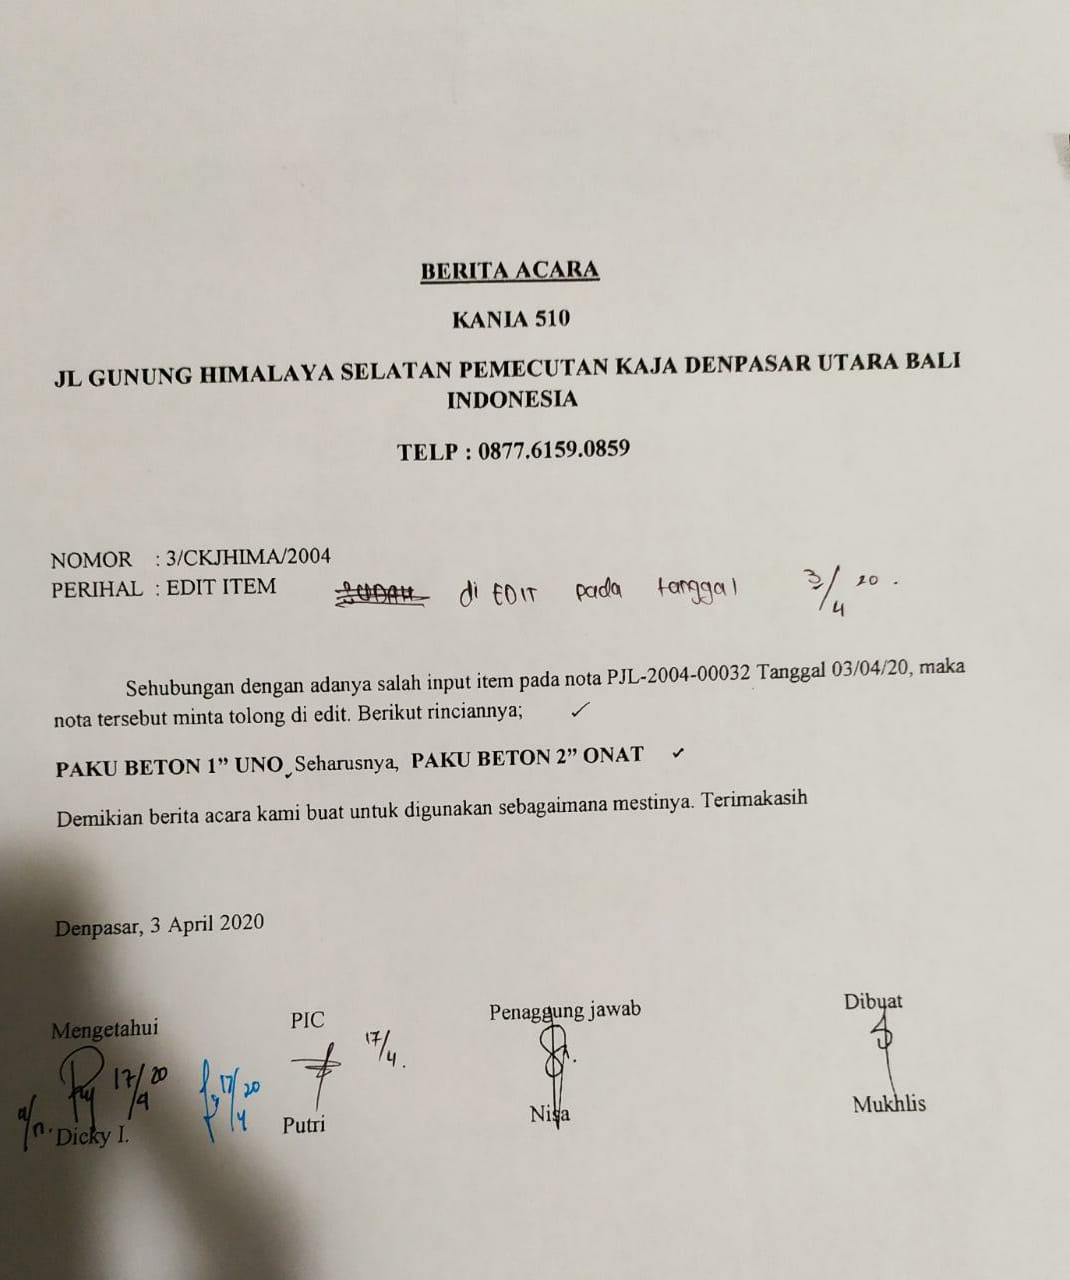 BERITA ACARA
KANIA 510
JL GUNUNG HIMALAYA SELATAN PEMECUTAN KAJA DENPASAR UTARA BALI
INDONESIA
TELP : 0877.6159.0859
NOMOR : 3/CKJHIMA/2004
PERIHAL : EDIT ITEM
di EDIT pada tanggal 3/4 20.
Sehubungan dengan adanya salah input item pada nota PJL-2004-00032 Tanggal 03/04/20, maka
nota tersebut minta tolong di edit. Berikut rinciannya;
PAKU BETON 1” UNO, Seharusnya, PAKU BETON 2” ONAT
Demikian berita acara kami buat untuk digunakan sebagaimana mestinya. Terimakasih
Denpasar, 3 April 2020
Mengetahui PIC Penaggung jawab Dibuat
17/4 20 17/4 20 17/4.
a/n. Dicky I. Putri Nisa Mukhlis